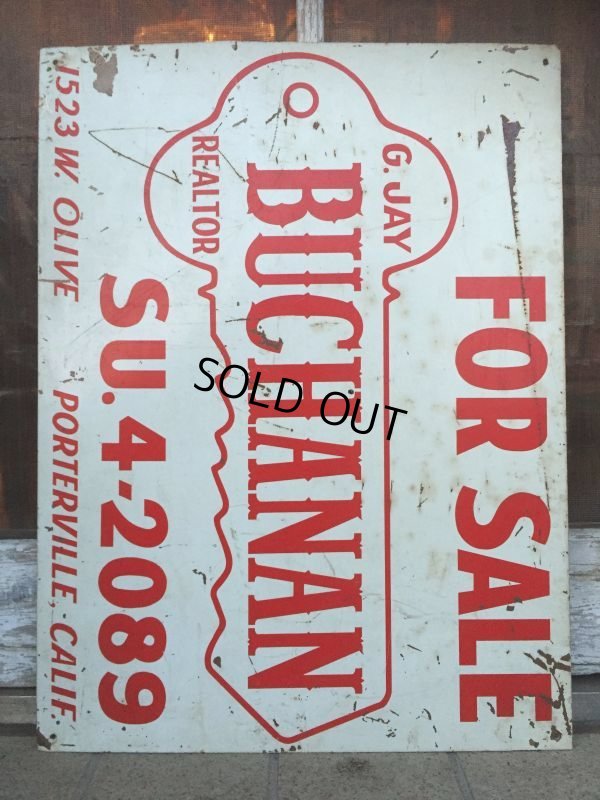 FOR SALE
G. JAY
BUCHANAN
REALTOR
SU. 4-2089
1523 W. OLIVE PORTERVILLE, CALIF.
SOLD OUT